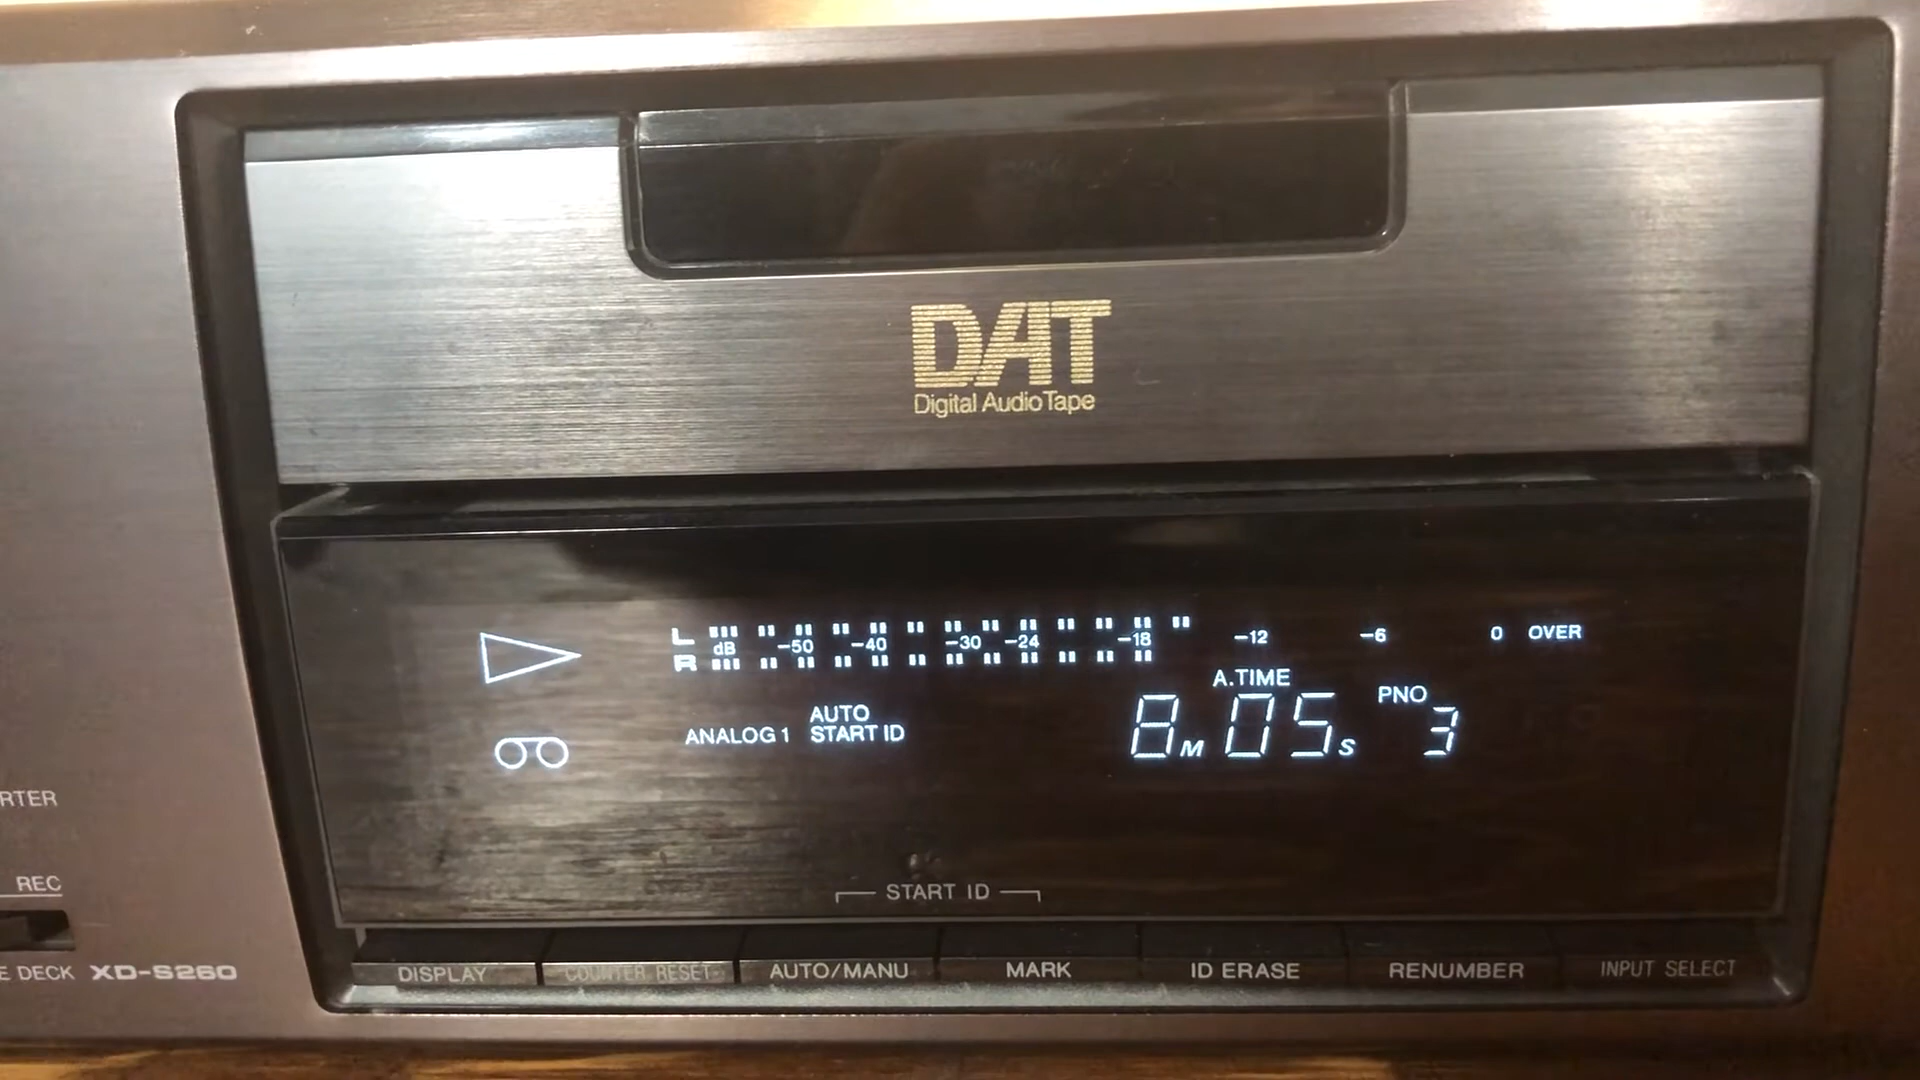 DAT
Digital Audio Tape
L
dB -50 -40 -30 -24 -18 -12 -6 0 OVER
R
A.TIME
PNO
AUTO
ANALOG 1 START ID
8M 05S 3
RTER
REC
START ID
E DECK XD-S260
DISPLAY COUNTER RESET AUTO/MANU MARK ID ERASE RENUMBER INPUT SELECT